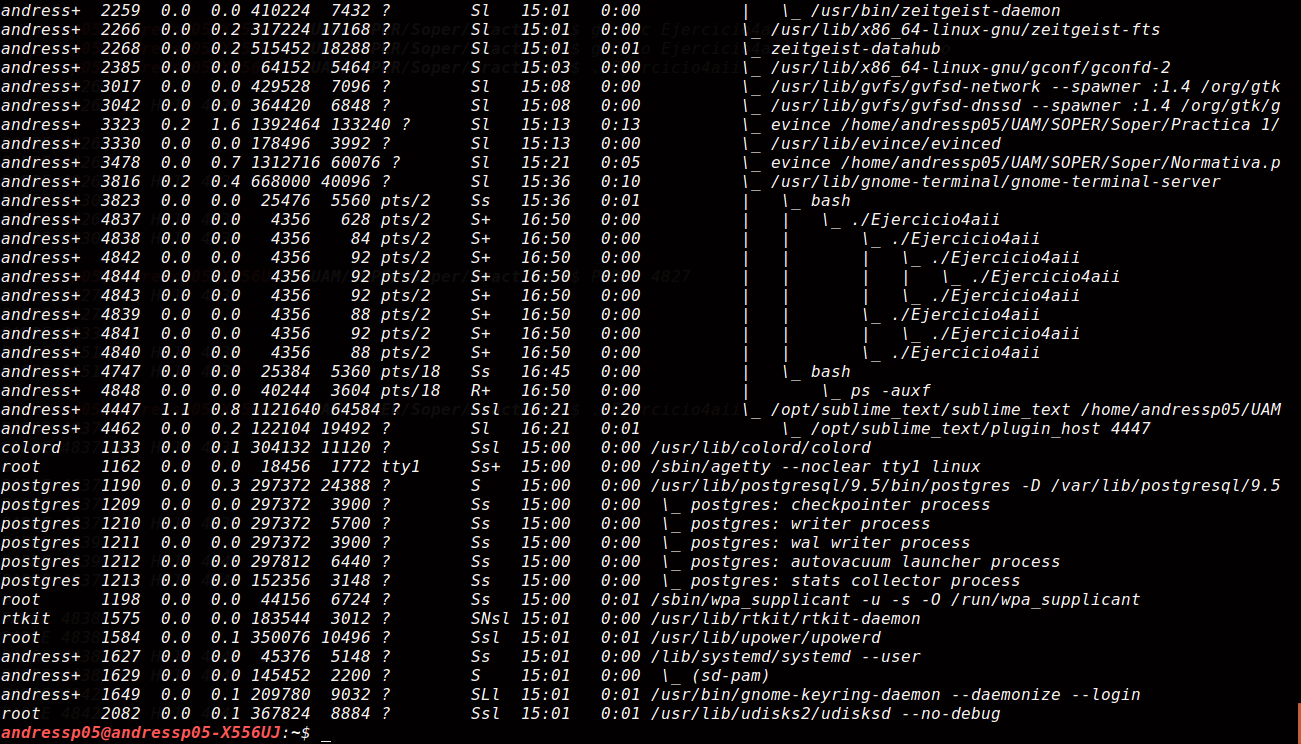 andress+  2259  0.0  0.0 410224  7432 ?        Sl   15:01   0:00          |   \_ /usr/bin/zeitgeist-daemon
andress+  2266  0.0  0.2 317224 17168 ?        Sl   15:01   0:00          \_ /usr/lib/x86_64-linux-gnu/zeitgeist-fts
andress+  2268  0.0  0.2 515452 18288 ?        Sl   15:01   0:01          \_ zeitgeist-datahub
andress+  2385  0.0  0.0  64152  5464 ?        S    15:03   0:00          \_ /usr/lib/x86_64-linux-gnu/gconf/gconfd-2
andress+  3017  0.0  0.0 429528  7096 ?        Sl   15:08   0:00          \_ /usr/lib/gvfs/gvfsd-network --spawner :1.4 /org/gtk
andress+  3042  0.0  0.0 364420  6848 ?        Sl   15:08   0:00          \_ /usr/lib/gvfs/gvfsd-dnssd --spawner :1.4 /org/gtk/g
andress+  3323  0.2  1.6 1392464 133240 ?      Sl   15:13   0:13          \_ evince /home/andressp05/UAM/SOPER/Soper/Practica 1/
andress+  3330  0.0  0.0 178496  3992 ?        Sl   15:13   0:00          \_ /usr/lib/evince/evinced
andress+  3478  0.0  0.7 1312716 60076 ?       Sl   15:21   0:05          \_ evince /home/andressp05/UAM/SOPER/Soper/Normativa.p
andress+  3816  0.2  0.4 668000 40096 ?        Sl   15:36   0:10          \_ /usr/lib/gnome-terminal/gnome-terminal-server
andress+  3823  0.0  0.0  25476  5560 pts/2    Ss   15:36   0:01          |   \_ bash
andress+  4837  0.0  0.0   4356   628 pts/2    S+   16:50   0:00          |   |   \_ ./Ejercicio4aii
andress+  4838  0.0  0.0   4356    84 pts/2    S+   16:50   0:00          |   |       \_ ./Ejercicio4aii
andress+  4842  0.0  0.0   4356    92 pts/2    S+   16:50   0:00          |   |       |   \_ ./Ejercicio4aii
andress+  4844  0.0  0.0   4356    92 pts/2    S+   16:50   0:00          |   |       |   |   \_ ./Ejercicio4aii
andress+  4843  0.0  0.0   4356    92 pts/2    S+   16:50   0:00          |   |       |   \_ ./Ejercicio4aii
andress+  4839  0.0  0.0   4356    88 pts/2    S+   16:50   0:00          |   |       \_ ./Ejercicio4aii
andress+  4841  0.0  0.0   4356    92 pts/2    S+   16:50   0:00          |   |       |   \_ ./Ejercicio4aii
andress+  4840  0.0  0.0   4356    88 pts/2    S+   16:50   0:00          |   |       \_ ./Ejercicio4aii
andress+  4747  0.0  0.0  25384  5360 pts/18   Ss   16:45   0:00          |   \_ bash
andress+  4848  0.0  0.0  40244  3604 pts/18   R+   16:50   0:00          |       \_ ps -auxf
andress+  4447  1.1  0.8 1121640 64584 ?       Ssl  16:21   0:20          \_ /opt/sublime_text/sublime_text /home/andressp05/UAM
andress+  4462  0.0  0.2 122104 19492 ?        Sl   16:21   0:01              \_ /opt/sublime_text/plugin_host 4447
colord    1133  0.0  0.1 304132 11120 ?        Ssl  15:00   0:00 /usr/lib/colord/colord
root      1162  0.0  0.0  18456  1772 tty1     Ss+  15:00   0:00 /sbin/agetty --noclear tty1 linux
postgres  1190  0.0  0.3 297372 24388 ?        S    15:00   0:00 /usr/lib/postgresql/9.5/bin/postgres -D /var/lib/postgresql/9.5
postgres  1209  0.0  0.0 297372  3900 ?        Ss   15:00   0:00  \_ postgres: checkpointer process
postgres  1210  0.0  0.0 297372  5700 ?        Ss   15:00   0:00  \_ postgres: writer process
postgres  1211  0.0  0.0 297372  3900 ?        Ss   15:00   0:00  \_ postgres: wal writer process
postgres  1212  0.0  0.0 297812  6440 ?        Ss   15:00   0:00  \_ postgres: autovacuum launcher process
postgres  1213  0.0  0.0 152356  3148 ?        Ss   15:00   0:00  \_ postgres: stats collector process
root      1198  0.0  0.0  44156  6724 ?        Ss   15:00   0:01 /sbin/wpa_supplicant -u -s -O /run/wpa_supplicant
rtkit     1575  0.0  0.0 183544  3012 ?        SNsl 15:01   0:00 /usr/lib/rtkit/rtkit-daemon
root      1584  0.0  0.1 350076 10496 ?        Ssl  15:01   0:01 /usr/lib/upower/upowerd
andress+  1627  0.0  0.0  45376  5148 ?        Ss   15:01   0:00 /lib/systemd/systemd --user
andress+  1629  0.0  0.0 145452  2200 ?        S    15:01   0:00  \_ (sd-pam)
andress+  1649  0.0  0.1 209780  9032 ?        SLl  15:01   0:01 /usr/bin/gnome-keyring-daemon --daemonize --login
root      2082  0.0  0.1 367824  8884 ?        Ssl  15:01   0:01 /usr/lib/udisks2/udisksd --no-debug
andressp05@andressp05-X556UJ:~$ _